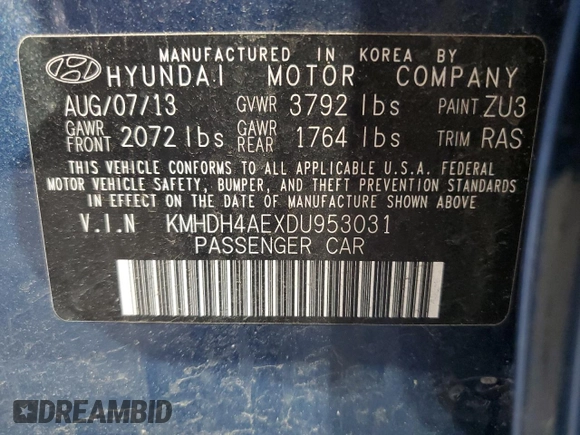 MANUFACTURED IN KOREA BY
HYUNDAI MOTOR COMPANY
AUG/07/13 GVWR 3792 lbs PAINT ZU3
GAWR FRONT 2072 lbs GAWR REAR 1764 lbs TRIM RAS
THIS VEHICLE CONFORMS TO ALL APPLICABLE U.S.A. FEDERAL
MOTOR VEHICLE SAFETY, BUMPER, AND THEFT PREVENTION STANDARDS
IN EFFECT ON THE DATE OF MANUFACTURE SHOWN ABOVE
V.I.N KMHDH4AEXDU953031
PASSENGER CAR
DREAMBID